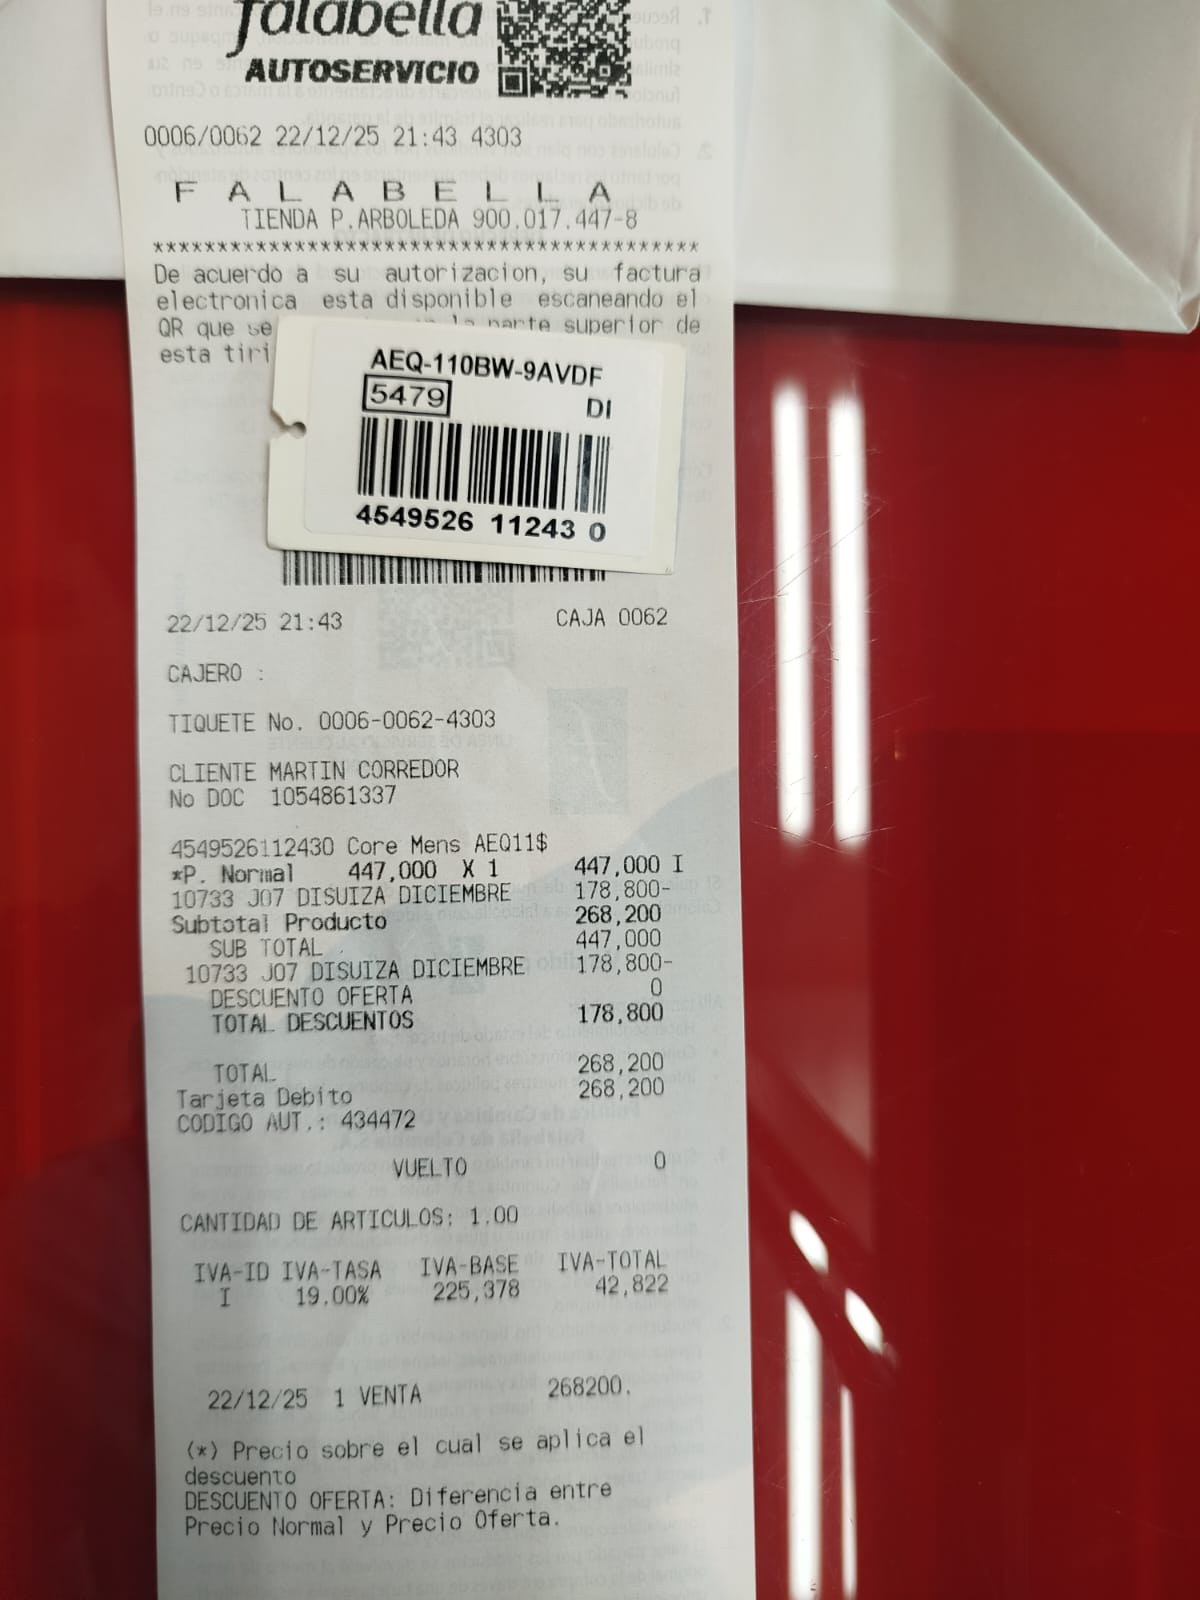 falabella
AUTOSERVICIO
0006/0062 22/12/25 21:43 4303
F A L A B E L L A
TIENDA P.ARBOLEDA 900.017.447-8
*******************************************
De acuerdo a su autorizacion, su factura
electronica esta disponible escaneando el
QR que se la parte superior de
esta tiri
AEQ-110BW-9AVDF
5479 DI
4549526 11243 0
22/12/25 21:43 CAJA 0062
CAJERO :
TIQUETE No. 0006-0062-4303
CLIENTE MARTIN CORREDOR
No DOC 1054861337
4549526112430 Core Mens AEQ11$
*P. Normal 447,000 X 1 447,000 I
10733 J07 DISUIZA DICIEMBRE 178,800-
Subtotal Producto 268,200
SUB TOTAL 447,000
10733 J07 DISUIZA DICIEMBRE 178,800-
DESCUENTO OFERTA 0
TOTAL DESCUENTOS 178,800
TOTAL 268,200
Tarjeta Debito 268,200
CODIGO AUT.: 434472
VUELTO 0
CANTIDAD DE ARTICULOS: 1.00
IVA-ID IVA-TASA IVA-BASE IVA-TOTAL
I 19.00% 225,378 42,822
22/12/25 1 VENTA 268200.
(*) Precio sobre el cual se aplica el
descuento
DESCUENTO OFERTA: Diferencia entre
Precio Normal y Precio Oferta.